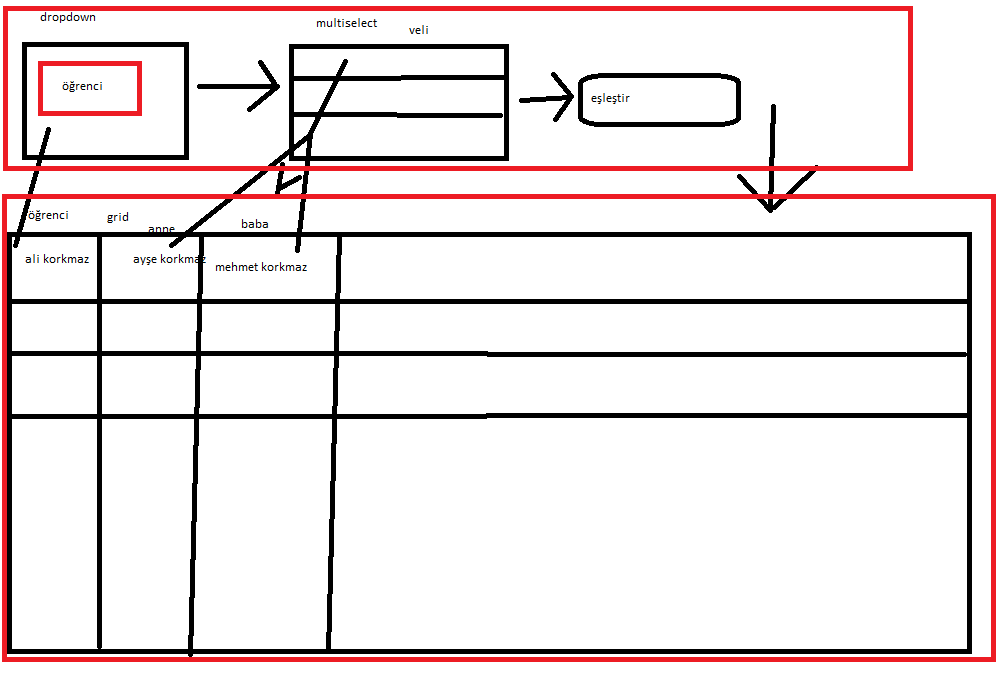 dropdown
multiselect
veli
öğrenci
eşleştir
öğrenci
grid
anne
baba
ali korkmaz
ayşe korkmaz
mehmet korkmaz